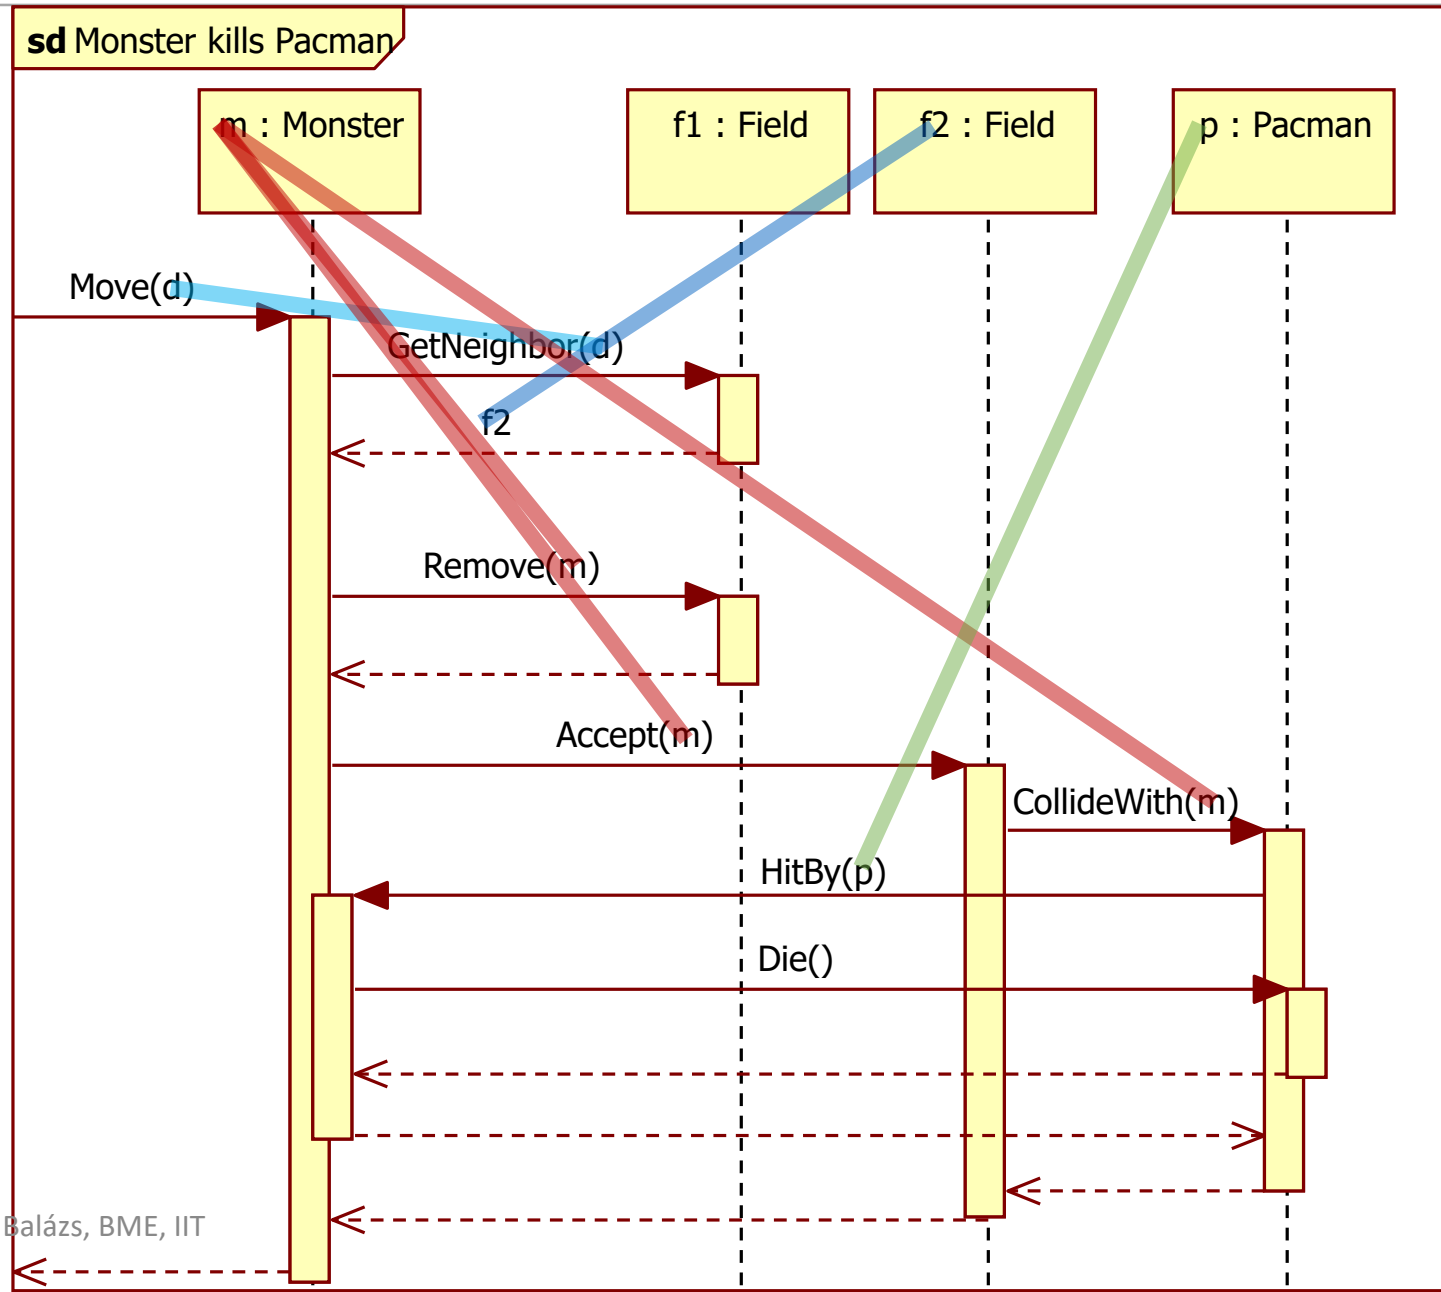 sd Monster kills Pacman
m : Monster
f1 : Field
f2 : Field
p : Pacman
Move(d)
GetNeighbor(d)
f2
Remove(m)
Accept(m)
CollideWith(m)
HitBy(p)
Die()
Balázs, BME, IIT